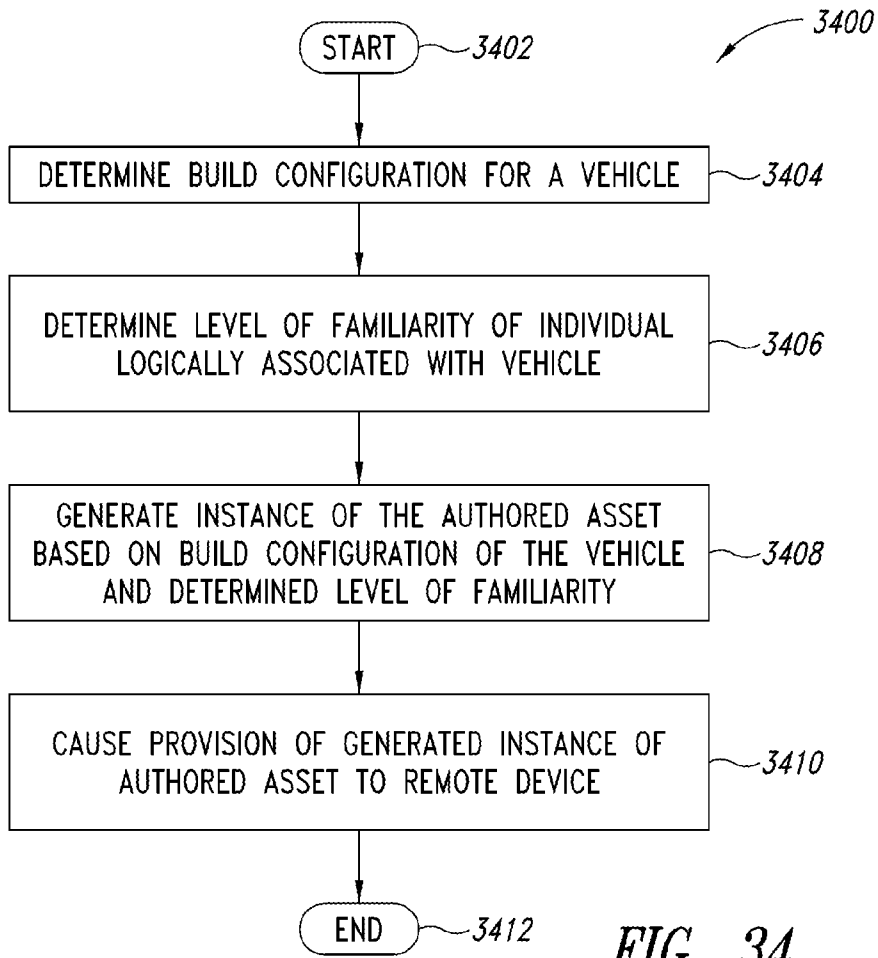 3400
START 3402
DETERMINE BUILD CONFIGURATION FOR A VEHICLE 3404
DETERMINE LEVEL OF FAMILIARITY OF INDIVIDUAL
LOGICALLY ASSOCIATED WITH VEHICLE
3406
GENERATE INSTANCE OF THE AUTHORED ASSET
BASED ON BUILD CONFIGURATION OF THE VEHICLE
AND DETERMINED LEVEL OF FAMILIARITY
3408
CAUSE PROVISION OF GENERATED INSTANCE OF
AUTHORED ASSET TO REMOTE DEVICE
3410
END 3412
FIG. 34